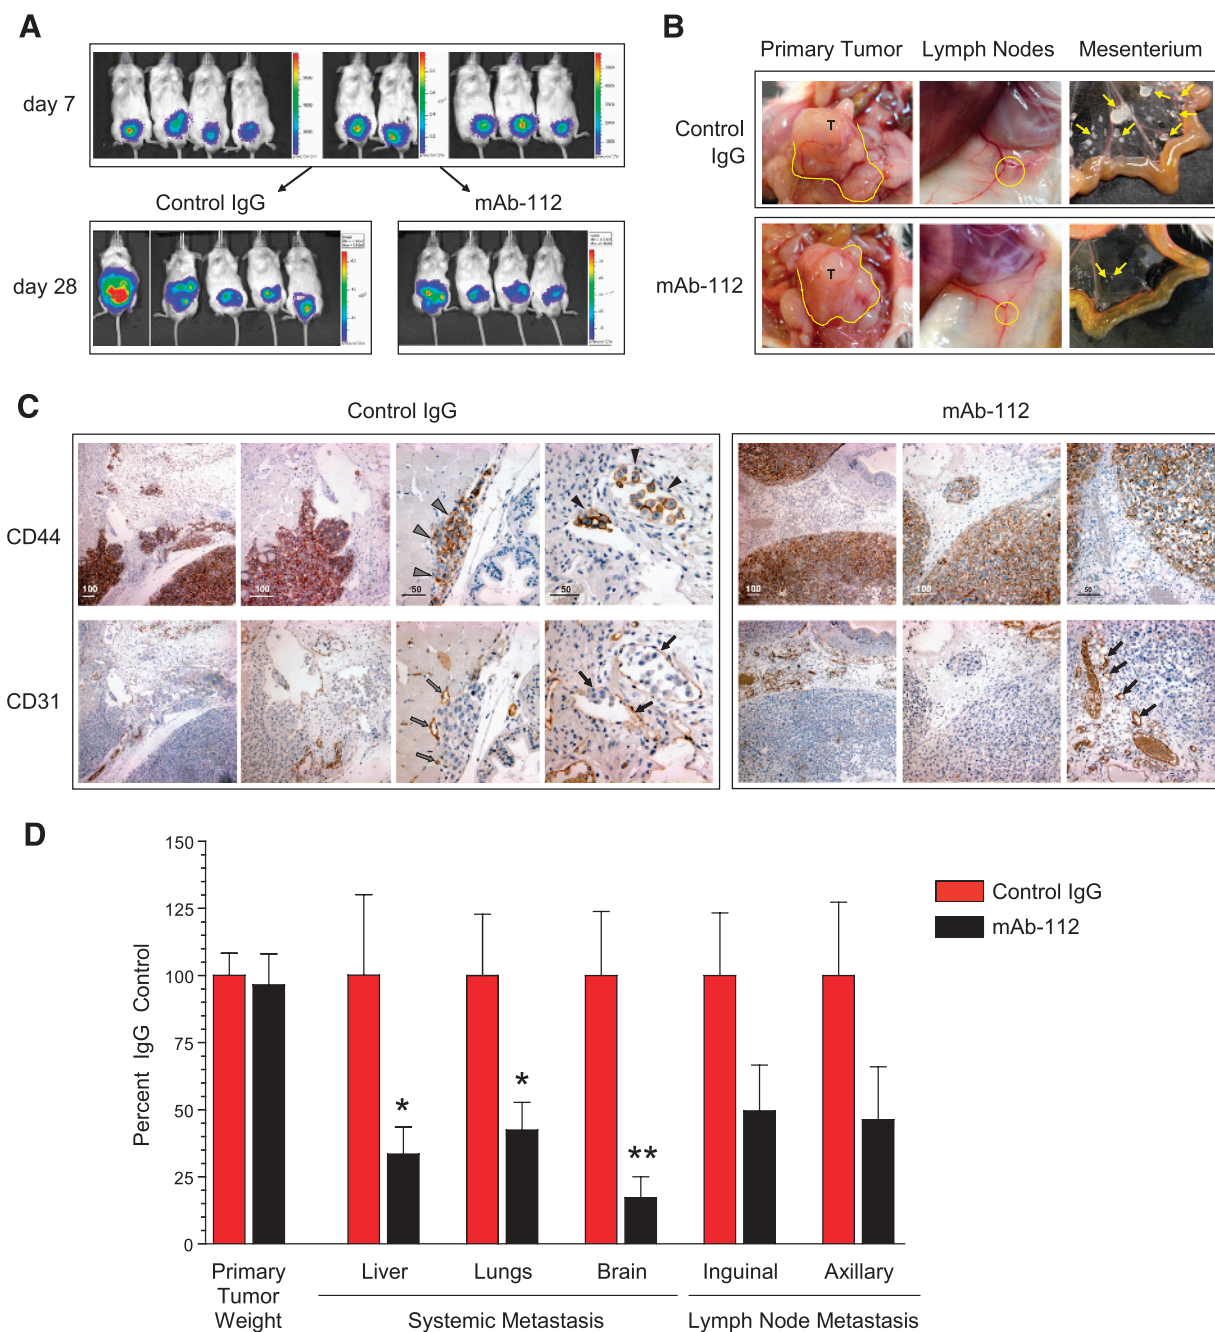 A
day 7
Control IgG
mAb-112
day 28
B
Primary Tumor
Lymph Nodes
Mesenterium
Control
IgG
T
mAb-112
T
C
Control IgG
mAb-112
CD44
100
100
50
50
100
100
50
CD31
D
150
125
100
75
50
25
0
Percent IgG Control
Control IgG
mAb-112
*
*
**
Primary
Tumor
Weight
Liver
Lungs
Brain
Inguinal
Axillary
Systemic Metastasis
Lymph Node Metastasis